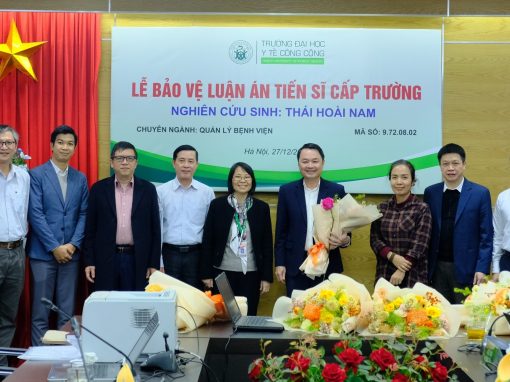 TRƯỜNG ĐẠI HỌC
Y TẾ CÔNG CỘNG
LỄ BẢO VỆ LUẬN ÁN TIẾN SĨ CẤP TRƯỜNG
NGHIÊN CỨU SINH: THÁI HOÀI NAM
CHUYÊN NGÀNH: QUẢN LÝ BỆNH VIỆN
MÃ SỐ: 9.72.08.02
Hà Nội, 27/12/2